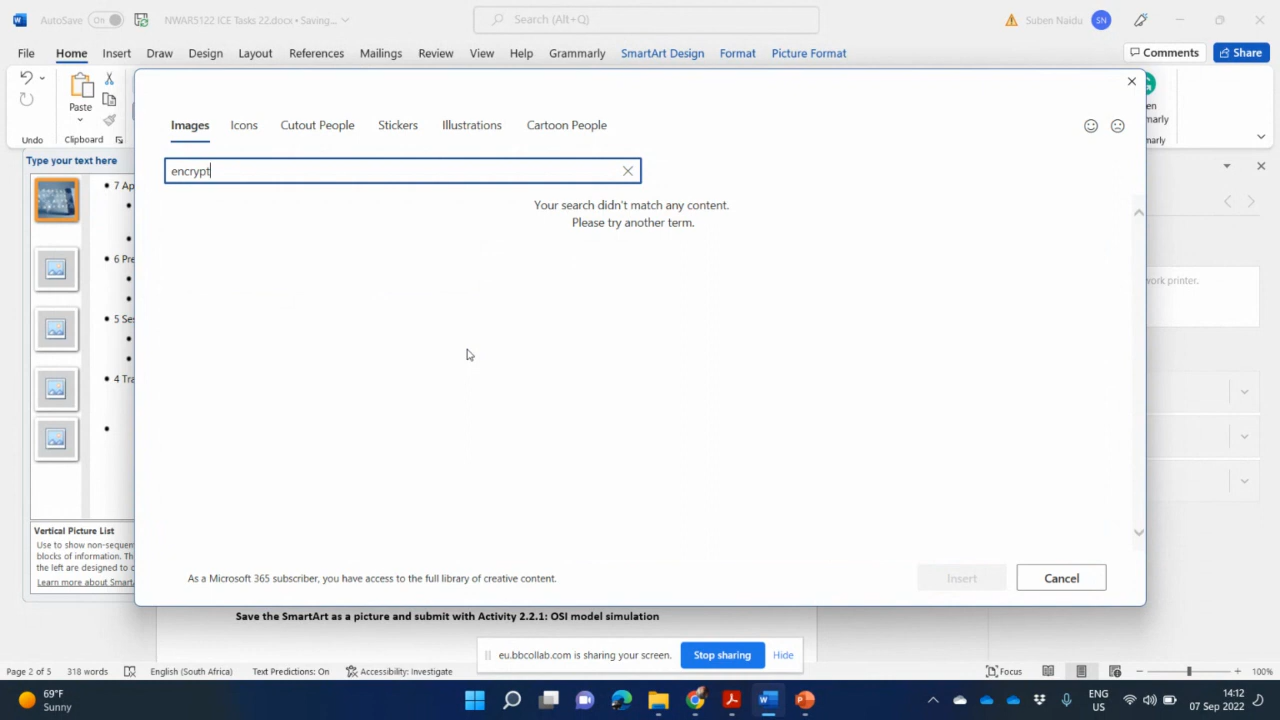 AutoSave On NWAR5122 ICE Tasks 22.docx • Saving... Search (Alt+Q) Suben Naidu SN
File Home Insert Draw Design Layout References Mailings Review View Help Grammarly SmartArt Design Format Picture Format Comments Share
Paste
Undo Clipboard
Type your text here
7 Ap
6 Pre
5 Ses
4 Tra
Vertical Picture List
Use to show non-sequen
blocks of information. Th
the left are designed to c
Learn more about SmartA
Images Icons Cutout People Stickers Illustrations Cartoon People
encrypt
Your search didn't match any content.
Please try another term.
work printer.
As a Microsoft 365 subscriber, you have access to the full library of creative content.
Insert Cancel
Save the SmartArt as a picture and submit with Activity 2.2.1: OSI model simulation
eu.bbcollab.com is sharing your screen. Stop sharing Hide
Page 2 of 5 318 words English (South Africa) Text Predictions: On Accessibility: Investigate Focus 100%
69°F
Sunny
ENG
US
14:12
07 Sep 2022